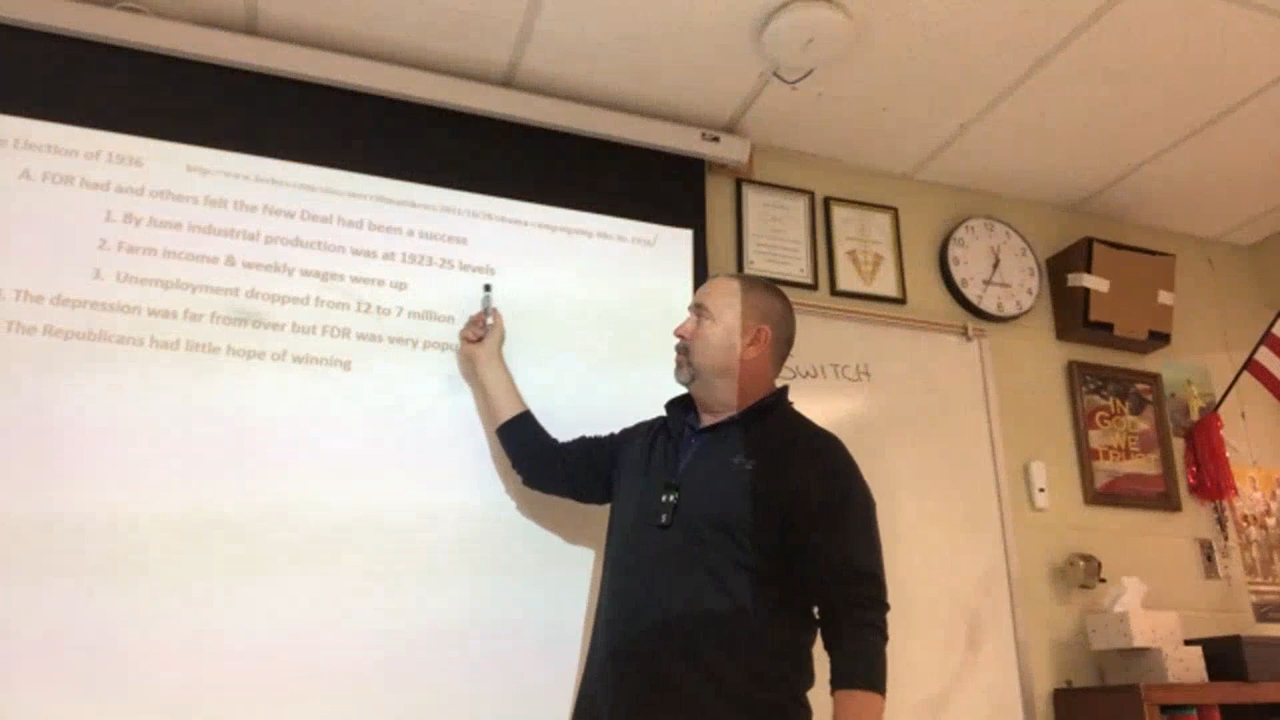 e Election of 1936
A. FDR had and others felt the New Deal had been a success
1. By June industrial production was at 1923-25 levels
2. Farm income & weekly wages were up
3. Unemployment dropped from 12 to 7 million
. The depression was far from over but FDR was very popu
The Republicans had little hope of winning
SWITCH
12
IN
GOD
WE
TRUST